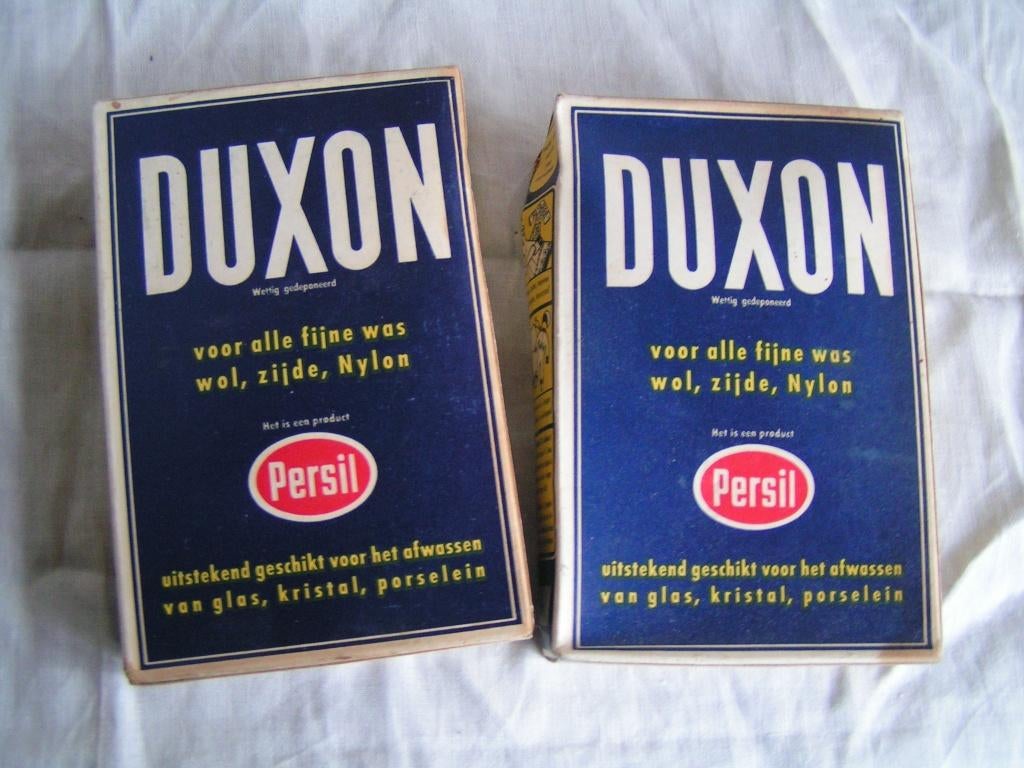 DUXON
Wettig gedeponeerd
voor alle fijne was
wol, zijde, Nylon
Het is een product
Persil
uitstekend geschikt voor het afwassen
van glas, kristal, porselein
DUXON
Wettig gedeponeerd
voor alle fijne was
wol, zijde, Nylon
Het is een product
Persil
uitstekend geschikt voor het afwassen
van glas, kristal, porselein